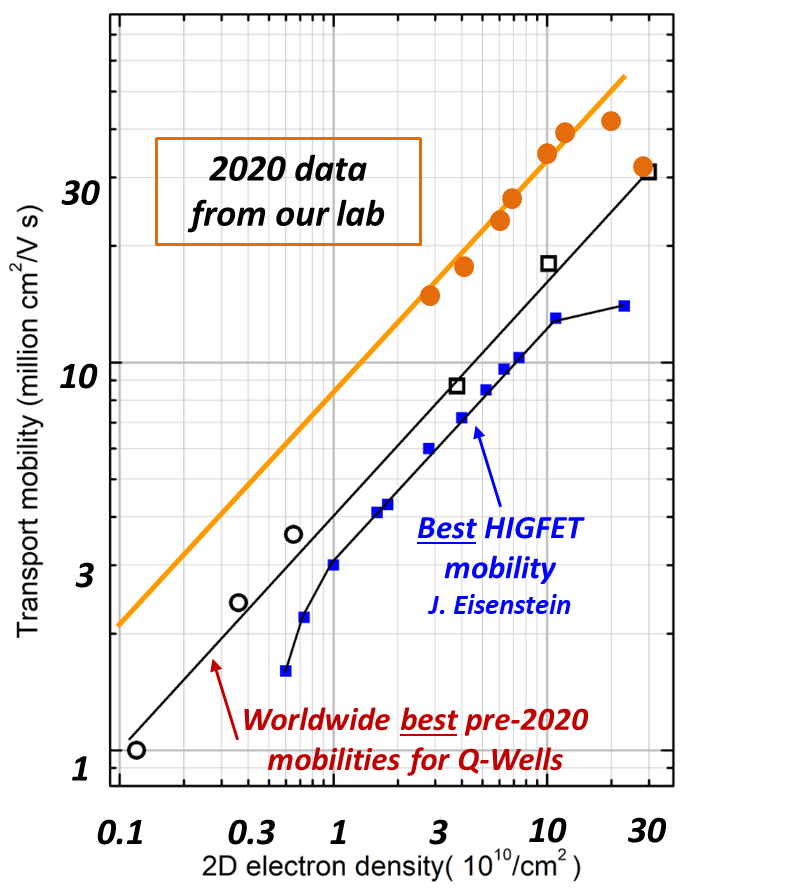 2020 data
from our lab
30
10
3
1
Transport mobility (million cm²/V s)
Best HIGFET
mobility
J. Eisenstein
Worldwide best pre-2020
mobilities for Q-Wells
0.1 0.3 1 3 10 30
2D electron density( 10¹⁰/cm² )